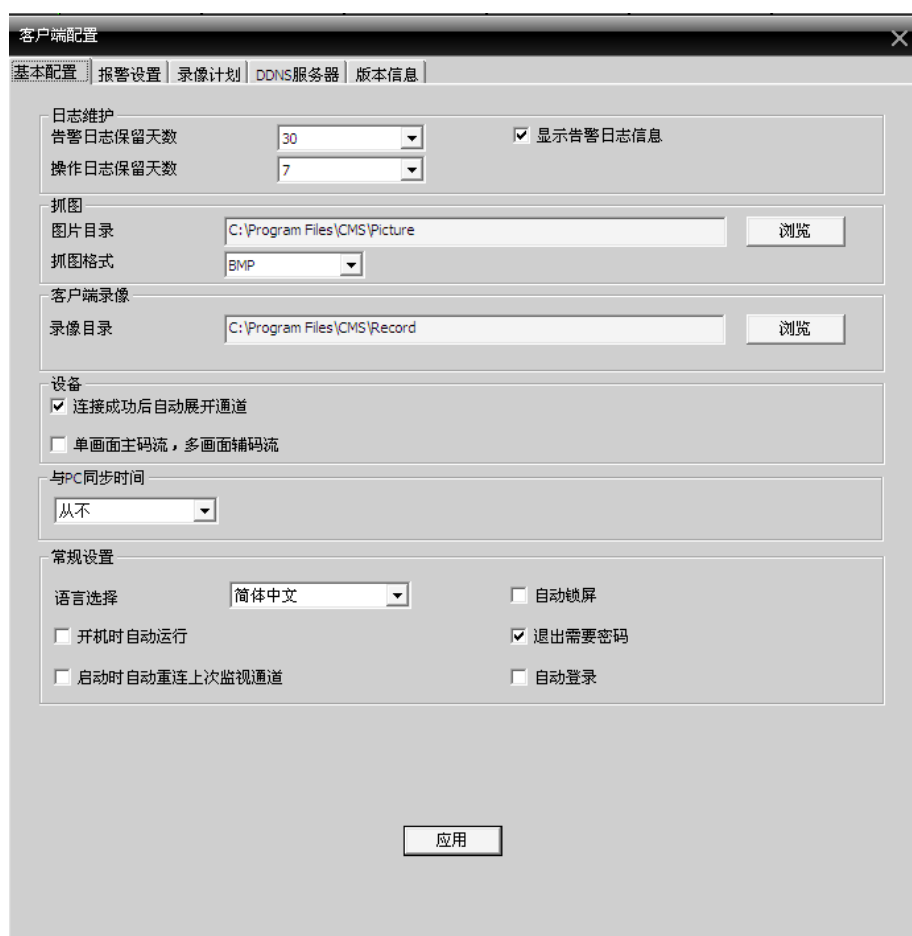 客户端配置
基本配置 报警设置 录像计划 DDNS服务器 版本信息
日志维护
告警日志保留天数 30 显示告警日志信息
操作日志保留天数 7
抓图
图片目录 C:\Program Files\CMS\Picture 浏览
抓图格式 BMP
客户端录像
录像目录 C:\Program Files\CMS\Record 浏览
设备
连接成功后自动展开通道
单画面主码流，多画面辅码流
与PC同步时间
从不
常规设置
语言选择 简体中文 自动锁屏
开机时自动运行 退出需要密码
启动时自动重连上次监视通道 自动登录
应用